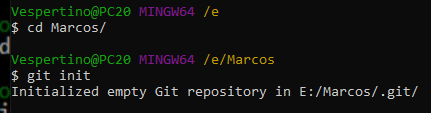 Vespertino@PC20 MINGW64 /e
$ cd Marcos/
Vespertino@PC20 MINGW64 /e/Marcos
$ git init
Initialized empty Git repository in E:/Marcos/.git/